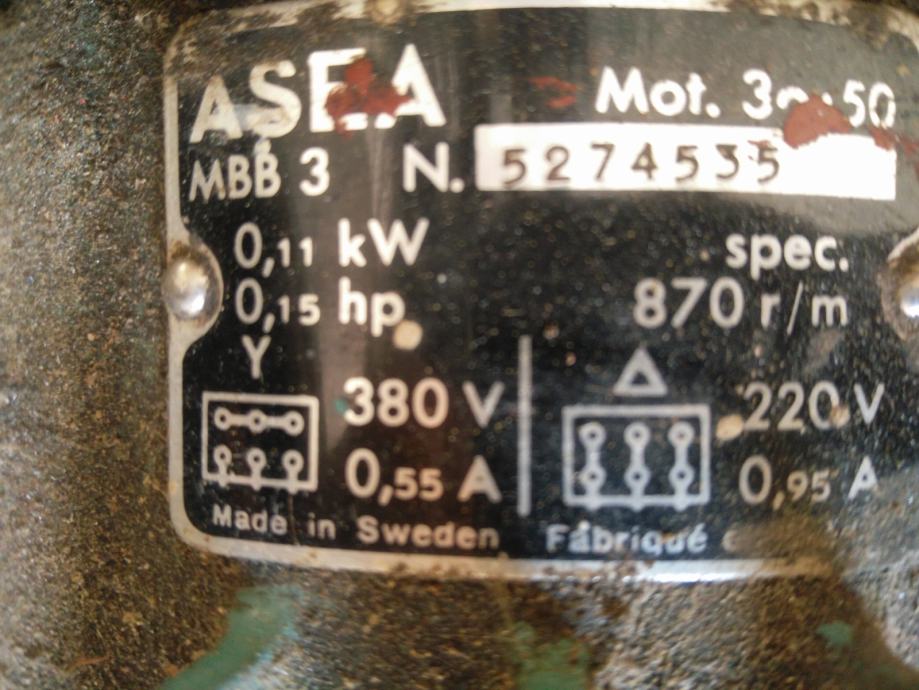 ASEA
Mot. 3~ 50
MBB 3 N. 5274535
0,11 kW
spec.
0,15 hp
870 r/m
Y
Δ
380 V
220 V
0,55 A
0,95 A
Made in Sweden
Fabriqué